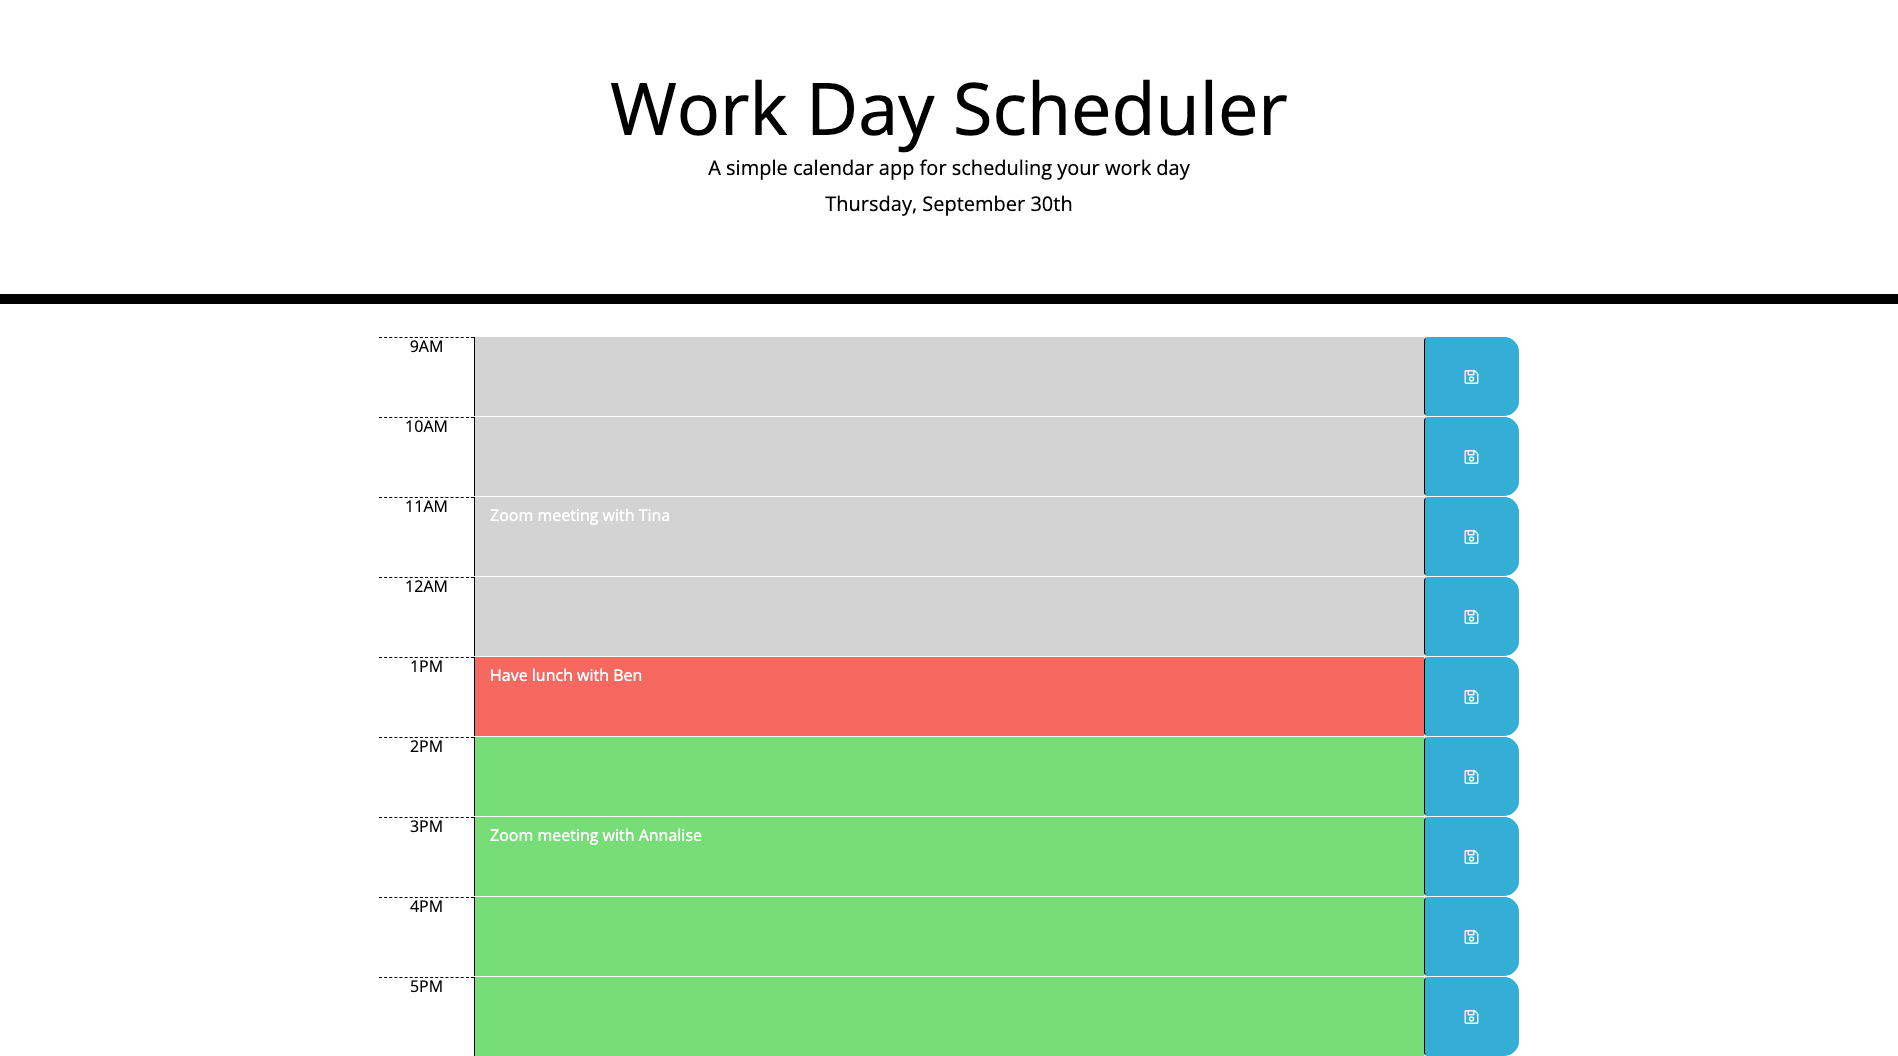 Work Day Scheduler
A simple calendar app for scheduling your work day
Thursday, September 30th
9AM
10AM
11AM
Zoom meeting with Tina
12AM
1PM
Have lunch with Ben
2PM
3PM
Zoom meeting with Annalise
4PM
5PM